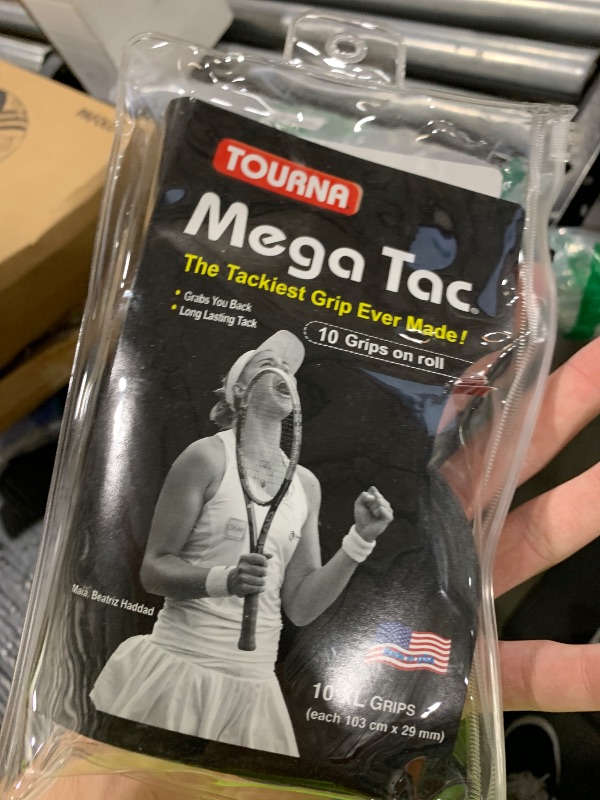 TOURNA
Mega Tac®
The Tackiest Grip Ever Made!
• Grabs You Back
• Long Lasting Tack
10 Grips on roll
Maia, Beatriz Haddad
10 XL GRIPS
(each 103 cm x 29 mm)